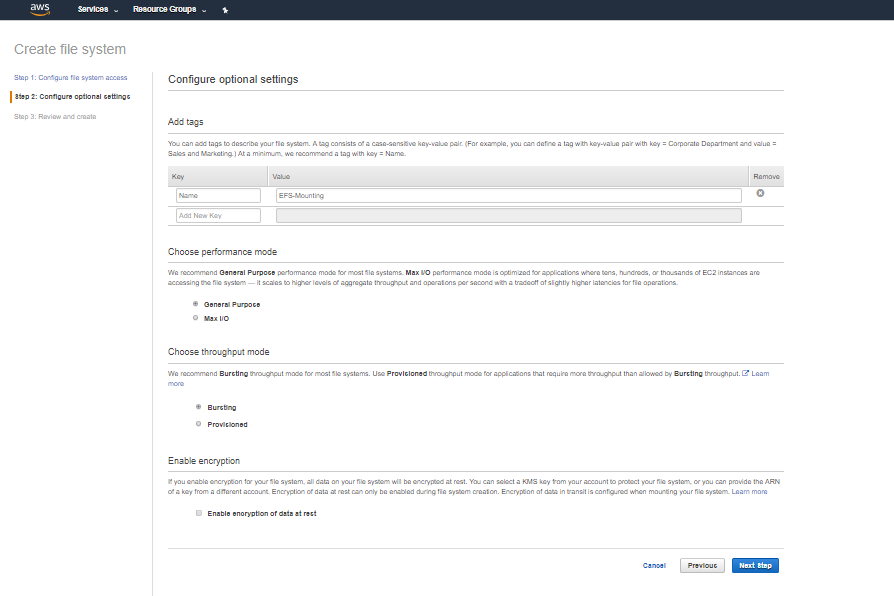 aws Services Resource Groups
Create file system
Step 1: Configure file system access
Step 2: Configure optional settings
Step 3: Review and create
Configure optional settings
Add tags
You can add tags to describe your file system. A tag consists of a case-sensitive key-value pair. (For example, you can define a tag with key-value pair with key = Corporate Department and value =
Sales and Marketing.) At a minimum, we recommend a tag with key = Name.
Key Value Remove
Name EFS-Mounting
Add New Key
Choose performance mode
We recommend General Purpose performance mode for most file systems. Max I/O performance mode is optimized for applications where tens, hundreds, or thousands of EC2 instances are
accessing the file system — it scales to higher levels of aggregate throughput and operations per second with a tradeoff of slightly higher latencies for file operations.
General Purpose
Max I/O
Choose throughput mode
We recommend Bursting throughput mode for most file systems. Use Provisioned throughput mode for applications that require more throughput than allowed by Bursting throughput. Learn
more
Bursting
Provisioned
Enable encryption
If you enable encryption for your file system, all data on your file system will be encrypted at rest. You can select a KMS key from your account to protect your file system, or you can provide the ARN
of a key from a different account. Encryption of data at rest can only be enabled during file system creation. Encryption of data in transit is configured when mounting your file system. Learn more
Enable encryption of data at rest
Cancel Previous Next Step